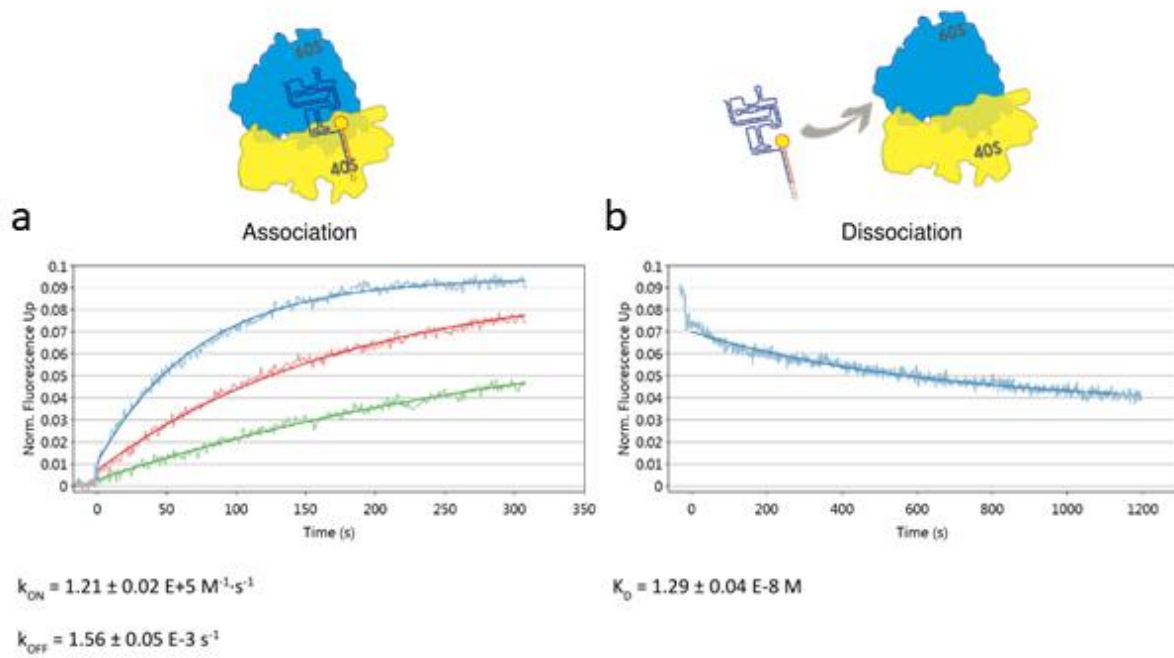 60S
40S
60S
40S
a
Association
b
Dissociation
Norm. Fluorescence Up
0.1
0.09
0.08
0.07
0.06
0.05
0.04
0.03
0.02
0.01
0
0 50 100 150 200 250 300 350
Time (s)
Norm. Fluorescence Up
0.1
0.09
0.08
0.07
0.06
0.05
0.04
0.03
0.02
0.01
0
0 200 400 600 800 1000 1200
Time (s)
k_ON = 1.21 ± 0.02 E+5 M⁻¹·s⁻¹
K_D = 1.29 ± 0.04 E-8 M
k_OFF = 1.56 ± 0.05 E-3 s⁻¹